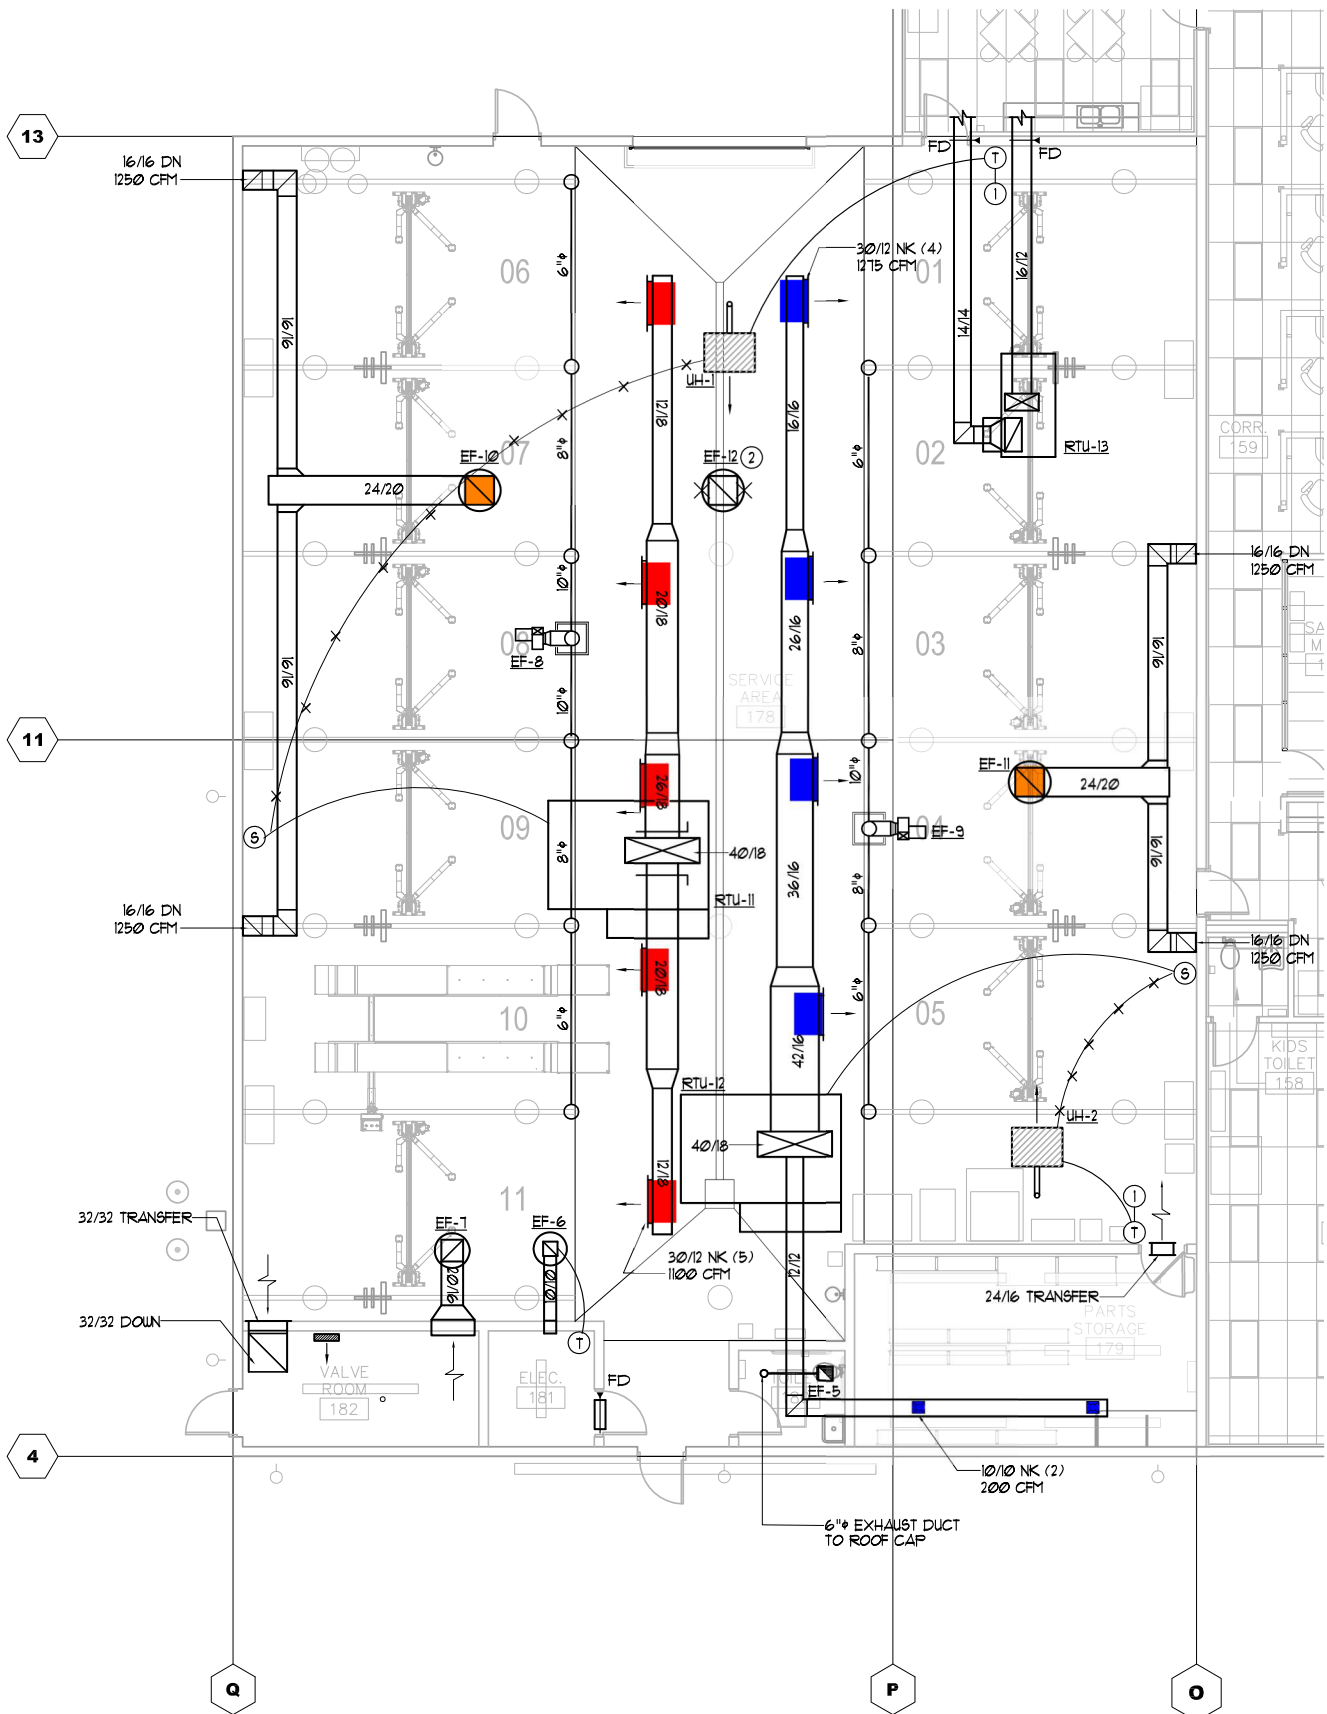 13
16/16 DN
1250 CFM
FD
FD
T
1
30/12 NK (4)
1275 CFM
06
01
6"ø
16/12
14/14
16/16
UH-1
12/18
16/16
8"ø
EF-10
07
EF-12
2
6"ø
02
RTU-13
CORR.
159
24/20
16/16 DN
1250 CFM
10"ø
20/18
26/16
08
EF-8
8"ø
03
16/16
16/16
SERVICE
AREA
178
10"ø
11
26/18
10"ø
EF-11
24/20
S
09
8"ø
40/18
04
EF-9
16/16
36/16
8"ø
RTU-11
16/16 DN
1250 CFM
16/16 DN
1250 CFM
20/18
S
10
6"ø
6"ø
05
42/16
KIDS
TOILET
158
RTU-12
UH-2
40/18
12/18
11
1
T
32/32 TRANSFER
EF-7
EF-6
30/12 NK (5)
1100 CFM
12/12
20/16
10/10
24/16 TRANSFER
32/32 DOWN
T
PARTS
STORAGE
179
VALVE
ROOM
182
ELEC.
181
FD
EF-5
4
10/10 NK (2)
200 CFM
6"ø EXHAUST DUCT
TO ROOF CAP
Q
P
O